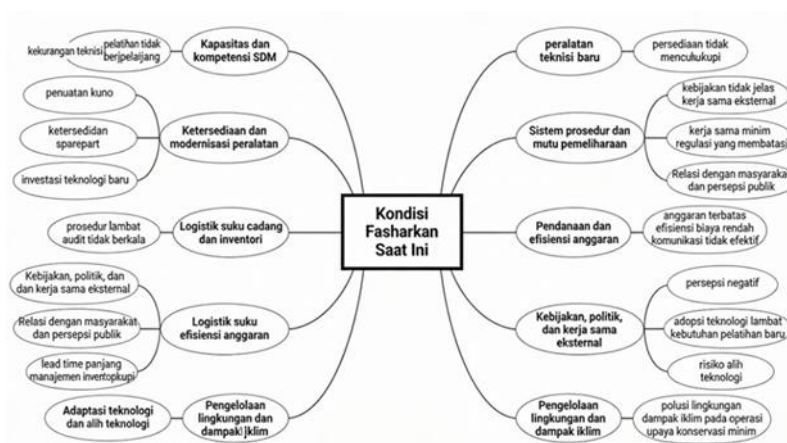 kekurangan teknisi
pelatihan tidak
berjpelaijang
Kapasitas dan
kompetensi SDM
penuatan kuno
ketersedidan
sparepart
investasi teknologi baru
Ketersediaan dan
modernisasi peralatan
prosedur lambat
audit tidak berkala
Logistik suku cadang
dan inventori
Kebijakan, politik, dan
dan kerja sama eksternal
Relasi dengan masyarakat
dan persepsi publik
lead time panjang
manajemen inventopkupi
Logistik suku
efisiensi anggaran
Adaptasi teknologi
dan alih teknologi
Pengelolaan
lingkungan dan
dampak iklim
Kondisi
Fasharkan
Saat Ini
peralatan
teknisi baru
persediaan tidak
menculukupi
Sistem prosedur dan
mutu pemeliharaan
kebijakan tidak jelas
kerja sama eksternal
kerja sama minim
regulasi yang membatasi
Relasi dengan masyarakat
dan persepsi publik
Pendanaan dan
efisiensi anggaran
anggaran terbatas
efisiensi biaya rendah
komunikasi tidak efektif
Kebijakan, politik,
dan kerja sama
eksternal
persepsi negatif
adopsi teknologi lambat
kebutuhan pelatihan baru,
risiko alih
teknologi
Pengelolaan
lingkungan dan
dampak iklim
polusi lingkungan
dampak iklim pada operasi
upaya konservasi minim